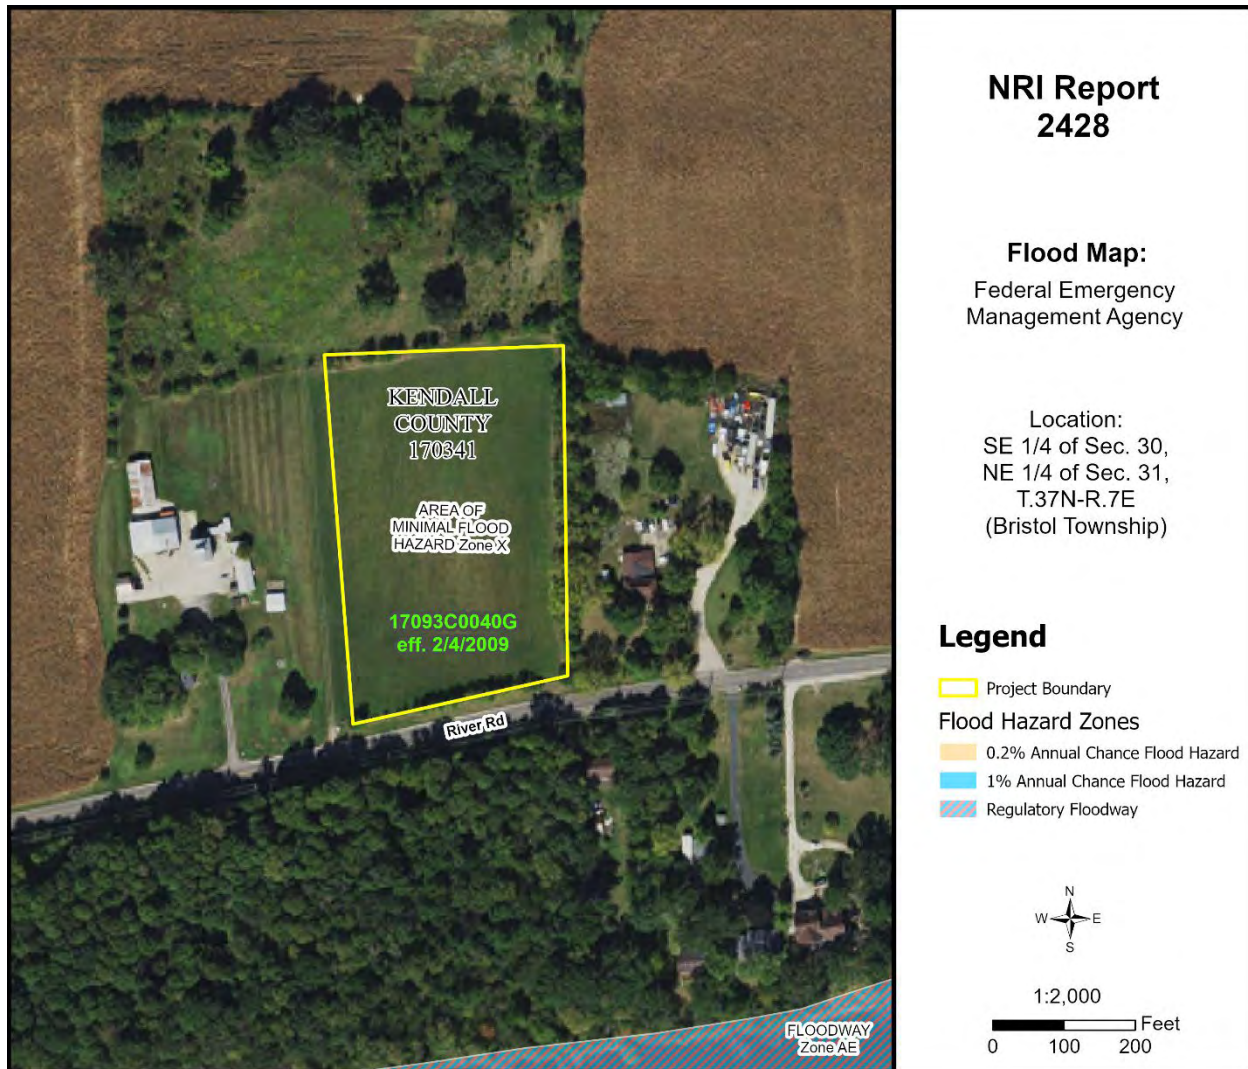 KENDALL
COUNTY
170341
AREA OF
MINIMAL FLOOD
HAZARD Zone X
17093C0040G
eff. 2/4/2009
River Rd
FLOODWAY
Zone AE
NRI Report
2428
Flood Map:
Federal Emergency
Management Agency
Location:
SE 1/4 of Sec. 30,
NE 1/4 of Sec. 31,
T.37N-R.7E
(Bristol Township)
Legend
Project Boundary
Flood Hazard Zones
0.2% Annual Chance Flood Hazard
1% Annual Chance Flood Hazard
Regulatory Floodway
N
W E
S
1:2,000
Feet
0 100 200